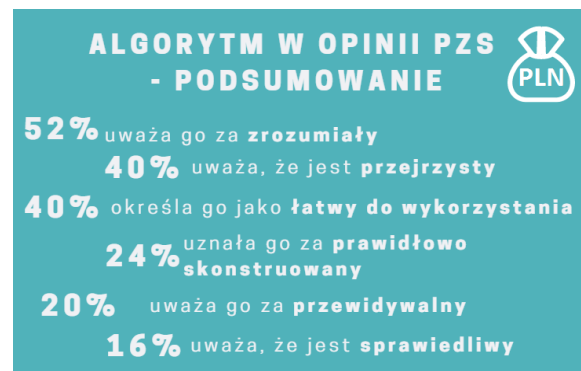 ALGORYTM W OPINII PZS
- PODSUMOWANIE
PLN
52% uważa go za zrozumiały
40% uważa, że jest przejrzysty
40% określa go jako łatwy do wykorzystania
24% uznała go za prawidłowo
skonstruowany
20% uważa go za przewidywalny
16% uważa, że jest sprawiedliwy